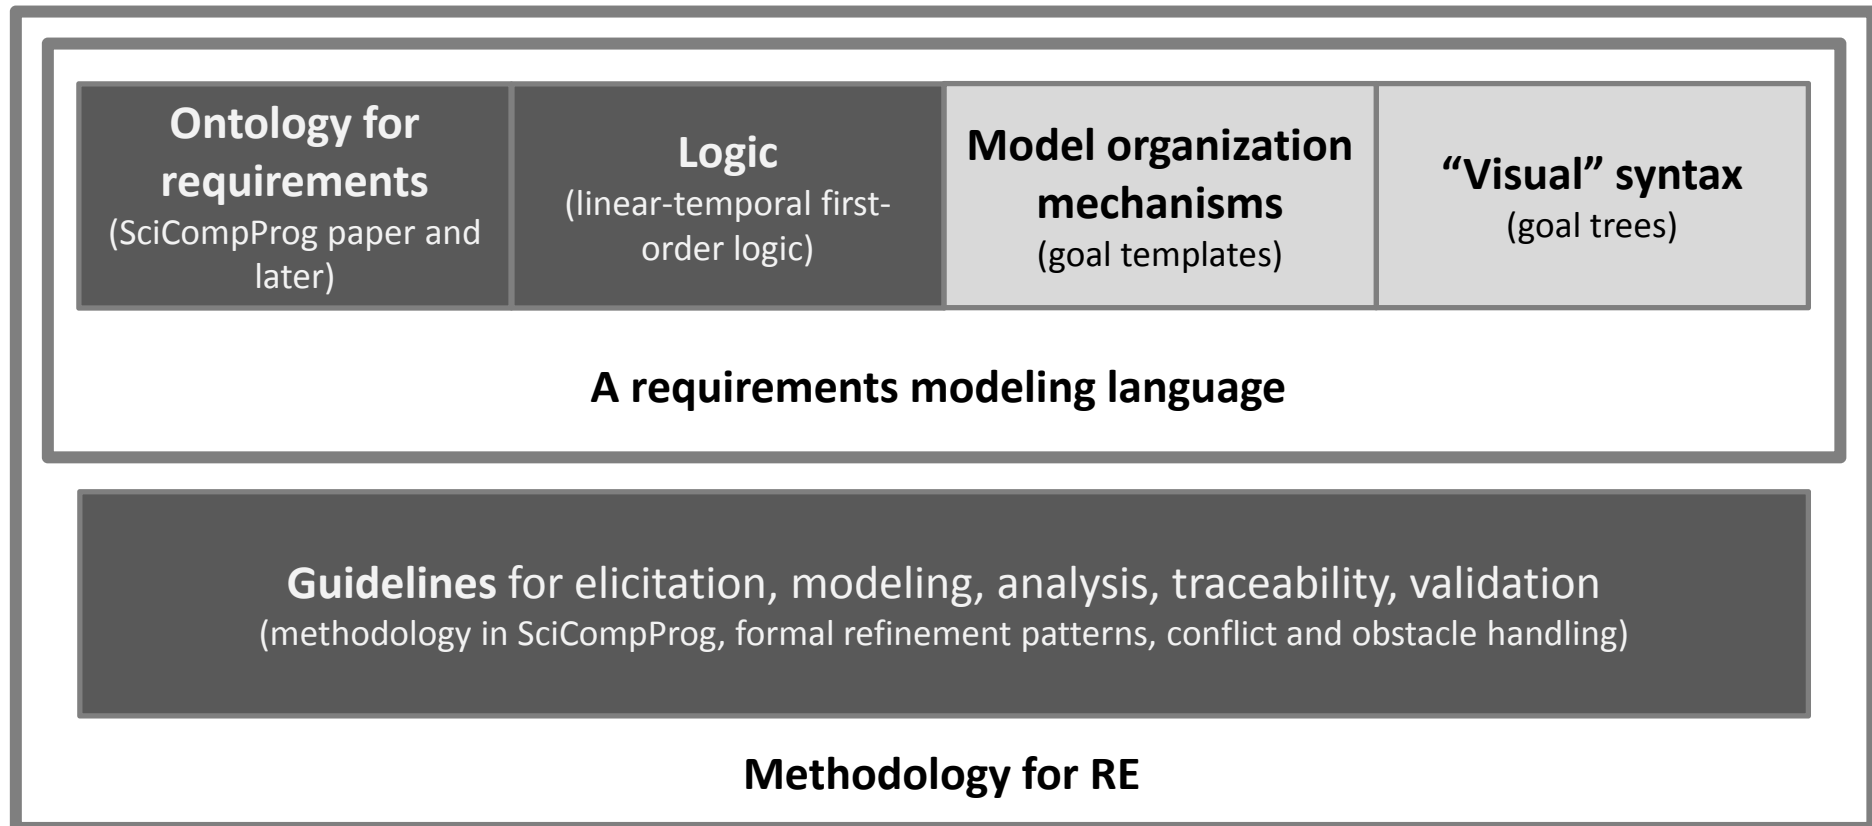 Ontology for
requirements
(SciCompProg paper and
later)
Logic
(linear-temporal first-
order logic)
Model organization
mechanisms
(goal templates)
“Visual” syntax
(goal trees)
A requirements modeling language
Guidelines for elicitation, modeling, analysis, traceability, validation
(methodology in SciCompProg, formal refinement patterns, conflict and obstacle handling)
Methodology for RE